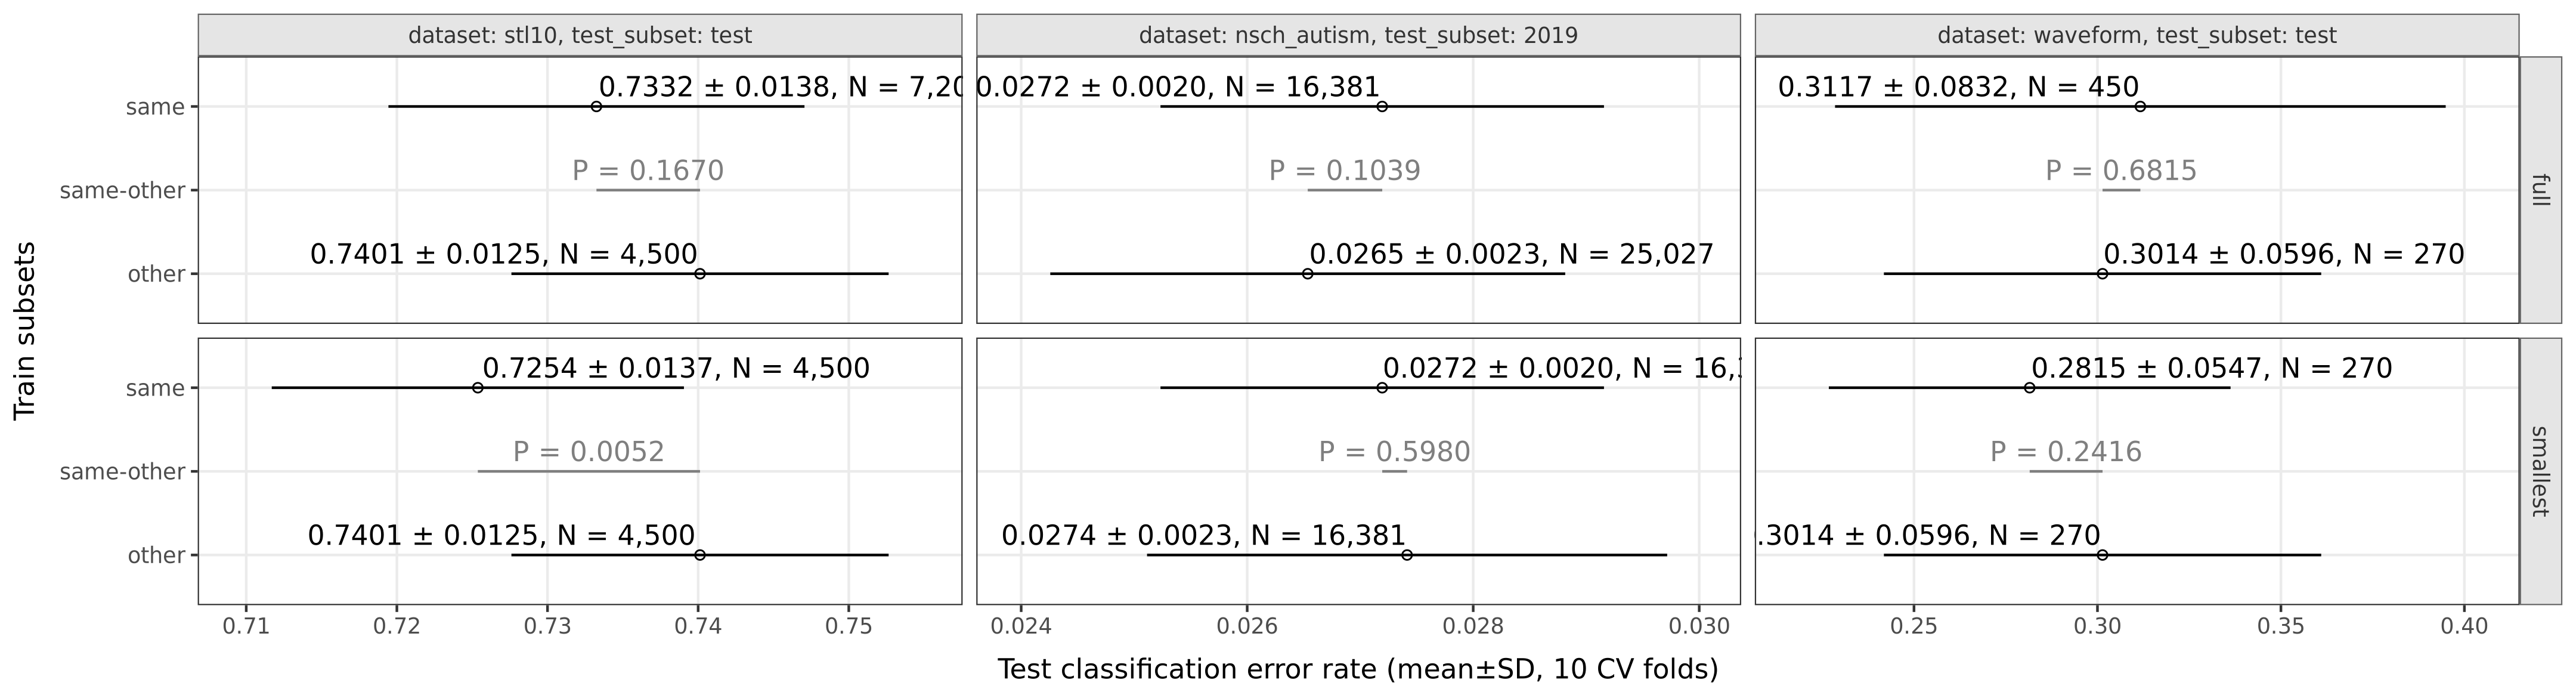 dataset: stl10, test_subset: test
dataset: nsch_autism, test_subset: 2019
dataset: waveform, test_subset: test
Train subsets
same
same-other
other
0.7332 ± 0.0138, N = 7,20
P = 0.1670
0.7401 ± 0.0125, N = 4,500
0.0272 ± 0.0020, N = 16,381
P = 0.1039
0.0265 ± 0.0023, N = 25,027
0.3117 ± 0.0832, N = 450
P = 0.6815
0.3014 ± 0.0596, N = 270
full
same
same-other
other
0.7254 ± 0.0137, N = 4,500
P = 0.0052
0.7401 ± 0.0125, N = 4,500
0.0272 ± 0.0020, N = 16,
P = 0.5980
0.0274 ± 0.0023, N = 16,381
0.2815 ± 0.0547, N = 270
P = 0.2416
.3014 ± 0.0596, N = 270
smallest
0.71 0.72 0.73 0.74 0.75
0.024 0.026 0.028 0.030
0.25 0.30 0.35 0.40
Test classification error rate (mean±SD, 10 CV folds)